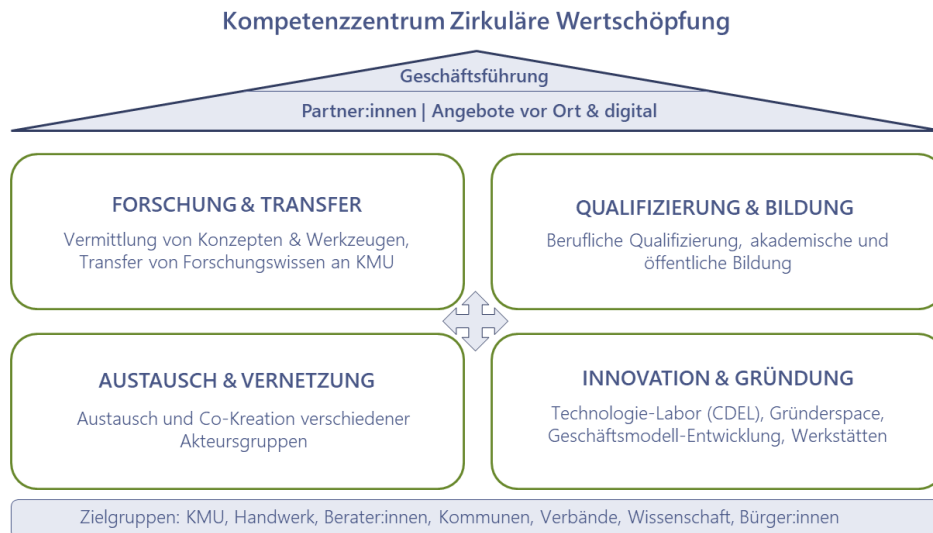 Kompetenzzentrum Zirkuläre Wertschöpfung
Geschäftsführung
Partner:innen | Angebote vor Ort & digital
FORSCHUNG & TRANSFER
Vermittlung von Konzepten & Werkzeugen,
Transfer von Forschungswissen an KMU
QUALIFIZIERUNG & BILDUNG
Berufliche Qualifizierung, akademische und
öffentliche Bildung
AUSTAUSCH & VERNETZUNG
Austausch und Co-Kreation verschiedener
Akteursgruppen
INNOVATION & GRÜNDUNG
Technologie-Labor (CDEL), Gründerspace,
Geschäftsmodell-Entwicklung, Werkstätten
Zielgruppen: KMU, Handwerk, Berater:innen, Kommunen, Verbände, Wissenschaft, Bürger:innen